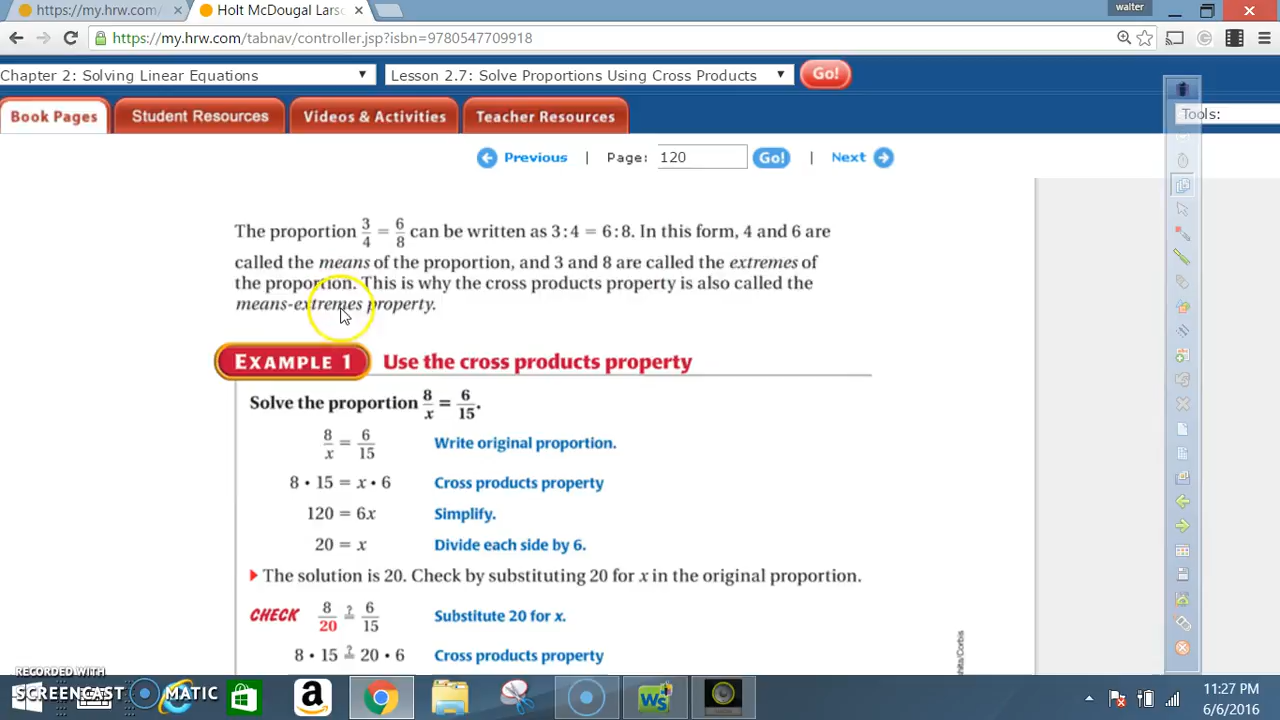 walter
https://my.hrw.com/tabnav/
Holt McDougal Lars
https://my.hrw.com/tabnav/controller.jsp?isbn=9780547709918
Chapter 2: Solving Linear Equations
Lesson 2.7: Solve Proportions Using Cross Products
Go!
Book Pages
Student Resources
Videos & Activities
Teacher Resources
Tools:
Previous | Page: 120 Go! | Next
The proportion 3/4 = 6/8 can be written as 3 : 4 = 6 : 8. In this form, 4 and 6 are
called the means of the proportion, and 3 and 8 are called the extremes of
the proportion. This is why the cross products property is also called the
means-extremes property.
EXAMPLE 1 Use the cross products property
Solve the proportion 8/x = 6/15.
8/x = 6/15 Write original proportion.
8 • 15 = x • 6 Cross products property
120 = 6x Simplify.
20 = x Divide each side by 6.
The solution is 20. Check by substituting 20 for x in the original proportion.
CHECK 8/20 ≟ 6/15 Substitute 20 for x.
8 • 15 ≟ 20 • 6 Cross products property
RECORDED WITH
SCREENCAST MATIC
a
WS
11:27 PM
6/6/2016